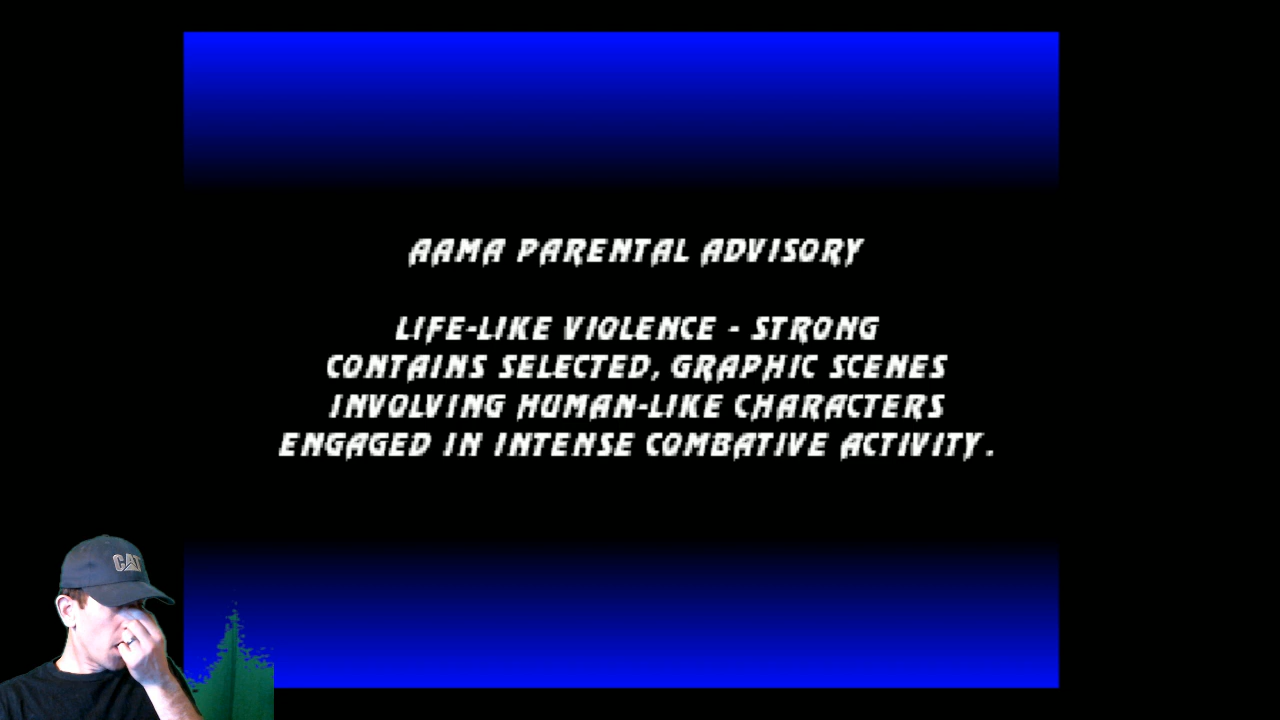 AAMA PARENTAL ADVISORY
LIFE-LIKE VIOLENCE - STRONG
CONTAINS SELECTED, GRAPHIC SCENES
INVOLVING HUMAN-LIKE CHARACTERS
ENGAGED IN INTENSE COMBATIVE ACTIVITY.
CAT